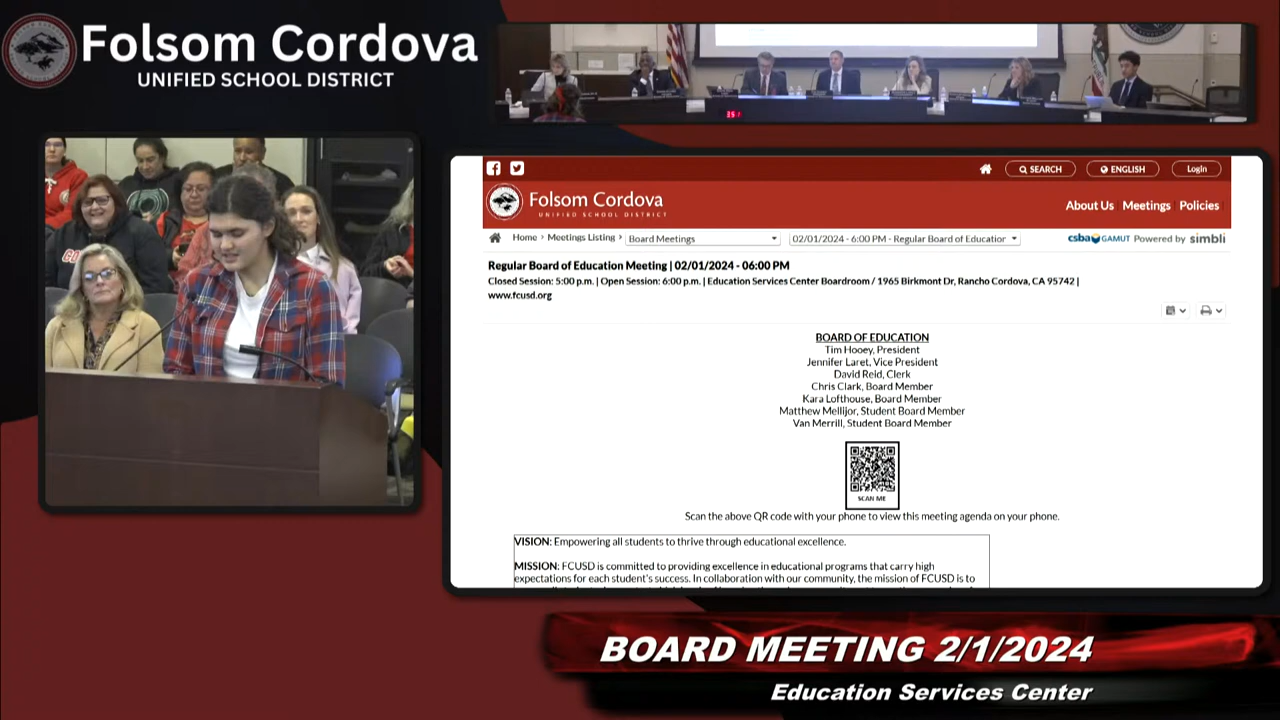 Folsom Cordova
UNIFIED SCHOOL DISTRICT
SEARCH
ENGLISH
Login
Folsom Cordova
UNIFIED SCHOOL DISTRICT
About Us Meetings Policies
Home › Meetings Listing › Board Meetings 02/01/2024 - 6:00 PM - Regular Board of Education
csba GAMUT Powered by simbli
Regular Board of Education Meeting | 02/01/2024 - 06:00 PM
Closed Session: 5:00 p.m. | Open Session: 6:00 p.m. | Education Services Center Boardroom / 1965 Birkmont Dr, Rancho Cordova, CA 95742 |
www.fcusd.org
BOARD OF EDUCATION
Tim Hooey, President
Jennifer Laret, Vice President
David Reid, Clerk
Chris Clark, Board Member
Kara Lofthouse, Board Member
Matthew Mellijor, Student Board Member
Van Merrill, Student Board Member
SCAN ME
Scan the above QR code with your phone to view this meeting agenda on your phone.
VISION: Empowering all students to thrive through educational excellence.
MISSION: FCUSD is committed to providing excellence in educational programs that carry high
expectations for each student's success. In collaboration with our community, the mission of FCUSD is to
BOARD MEETING 2/1/2024
Education Services Center